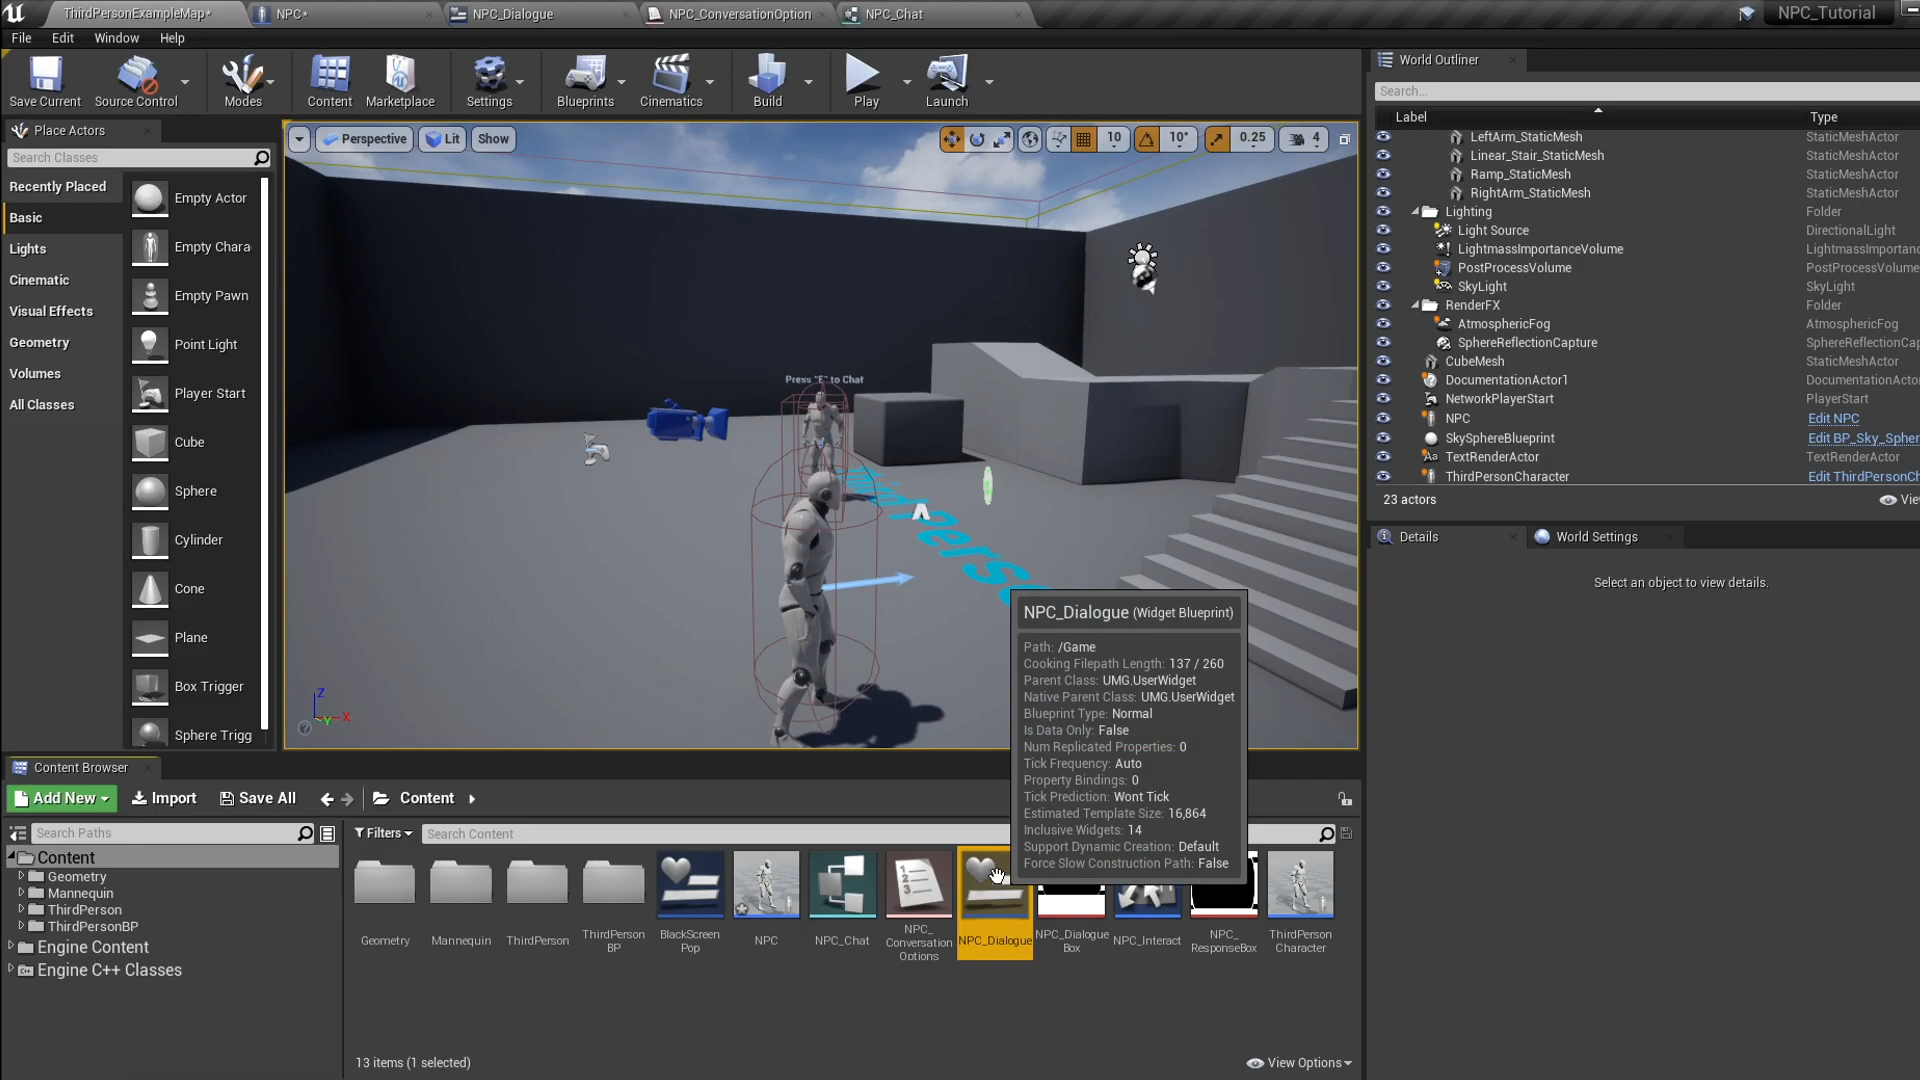 ThirdPersonExampleMap*
NPC*
NPC_Dialogue
NPC_ConversationOption
NPC_Chat
NPC_Tutorial
File Edit Window Help
Save Current
Source Control
Modes
Content
Marketplace
Settings
Blueprints
Cinematics
Build
Play
Launch
Place Actors
Search Classes
Recently Placed
Basic
Lights
Cinematic
Visual Effects
Geometry
Volumes
All Classes
Empty Actor
Empty Chara
Empty Pawn
Point Light
Player Start
Cube
Sphere
Cylinder
Cone
Plane
Box Trigger
Sphere Trigg
Perspective
Lit
Show
10
10°
0.25
4
Press "E" to Chat
Z
X
Y
NPC_Dialogue (Widget Blueprint)
Path: /Game
Cooking Filepath Length: 137 / 260
Parent Class: UMG.UserWidget
Native Parent Class: UMG.UserWidget
Blueprint Type: Normal
Is Data Only: False
Num Replicated Properties: 0
Tick Frequency: Auto
Property Bindings: 0
Tick Prediction: Wont Tick
Estimated Template Size: 16,864
Inclusive Widgets: 14
Support Dynamic Creation: Default
Force Slow Construction Path: False
World Outliner
Search...
Label Type
LeftArm_StaticMesh StaticMeshActor
Linear_Stair_StaticMesh StaticMeshActor
Ramp_StaticMesh StaticMeshActor
RightArm_StaticMesh StaticMeshActor
Lighting Folder
Light Source DirectionalLight
LightmassImportanceVolume LightmassImportanc
PostProcessVolume PostProcessVolume
SkyLight SkyLight
RenderFX Folder
AtmosphericFog AtmosphericFog
SphereReflectionCapture SphereReflectionCap
CubeMesh StaticMeshActor
DocumentationActor1 DocumentationActo
NetworkPlayerStart PlayerStart
NPC Edit NPC
SkySphereBlueprint Edit BP_Sky_Spher
TextRenderActor TextRenderActor
ThirdPersonCharacter Edit ThirdPersonCh
23 actors
Vie
Details
World Settings
Select an object to view details.
Content Browser
Add New
Import
Save All
Content
Search Paths
Content
Geometry
Mannequin
ThirdPerson
ThirdPersonBP
Engine Content
Engine C++ Classes
Filters
Search Content
Geometry
Mannequin
ThirdPerson
ThirdPerson
BP
BlackScreen
Pop
NPC
NPC_Chat
NPC_
Conversation
Options
NPC_Dialogue
NPC_Dialogue
Box
NPC_Interact
NPC_
ResponseBox
ThirdPerson
Character
13 items (1 selected)
View Options